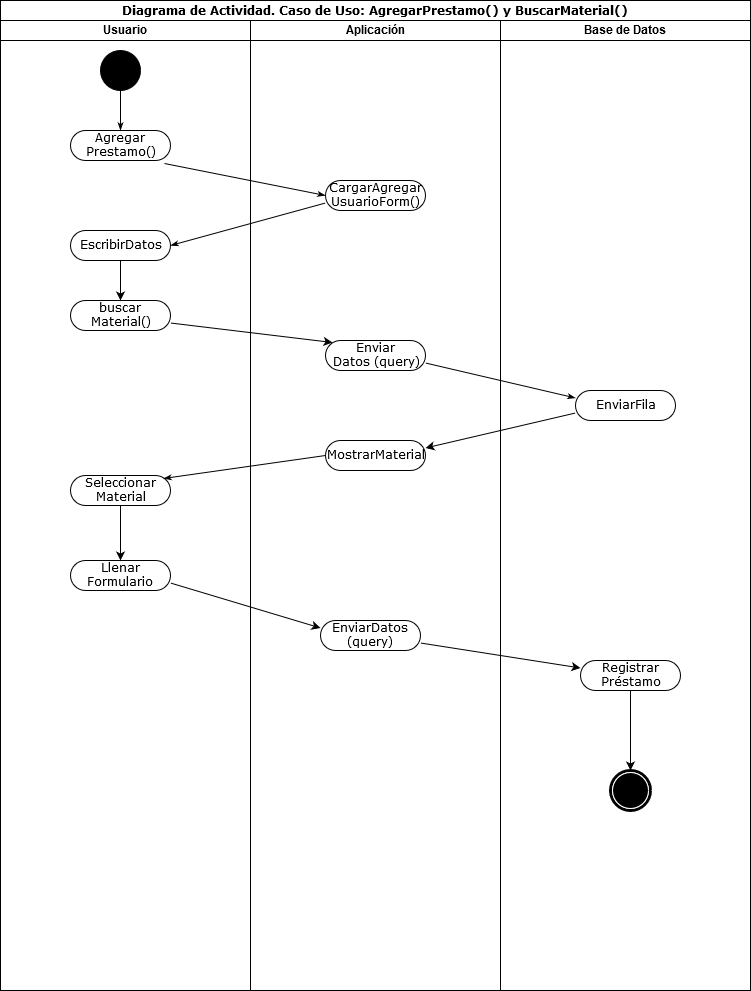 Diagrama de Actividad. Caso de Uso: AgregarPrestamo() y BuscarMaterial()
Usuario
Aplicación
Base de Datos
Agregar
Prestamo()
CargarAgregar
UsuarioForm()
EscribirDatos
buscar
Material()
Enviar
Datos (query)
EnviarFila
MostrarMaterial
Seleccionar
Material
Llenar
Formulario
EnviarDatos
(query)
Registrar
Préstamo